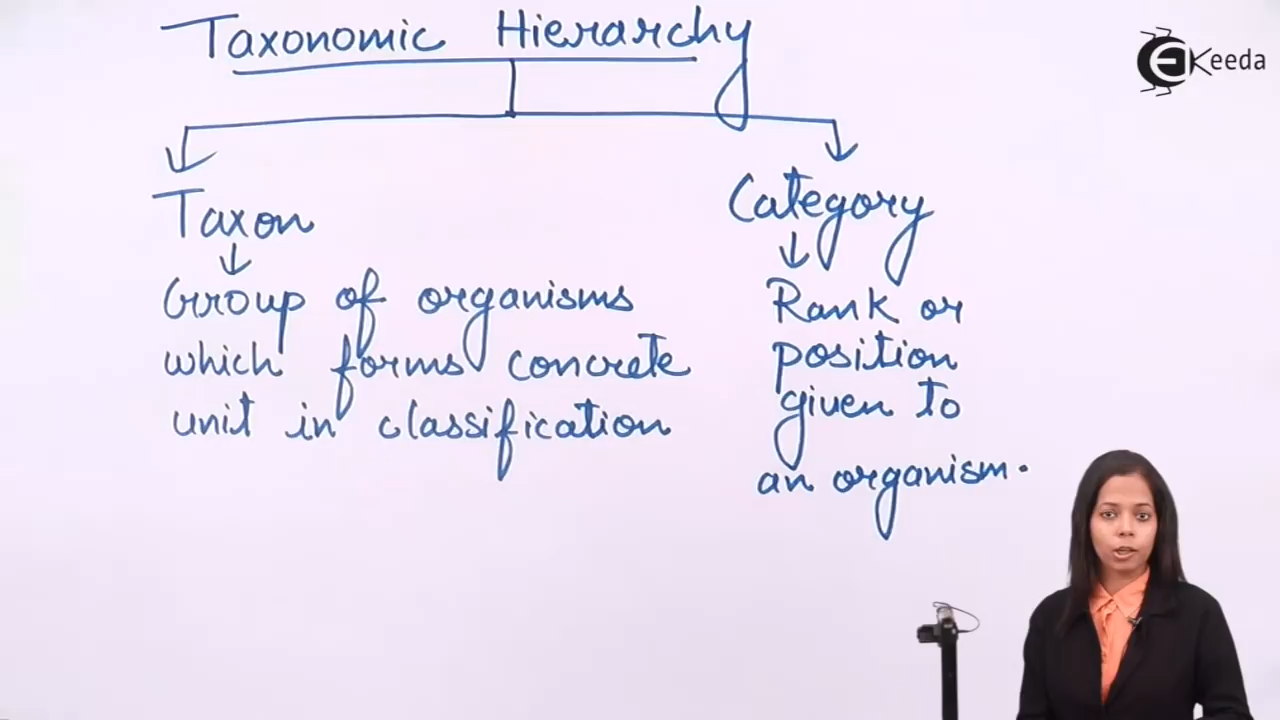 Taxonomic Hierarchy
EKeeda
Taxon
Category
Group of organisms
which forms concrete
unit in classification
Rank or
position
given to
an organism.